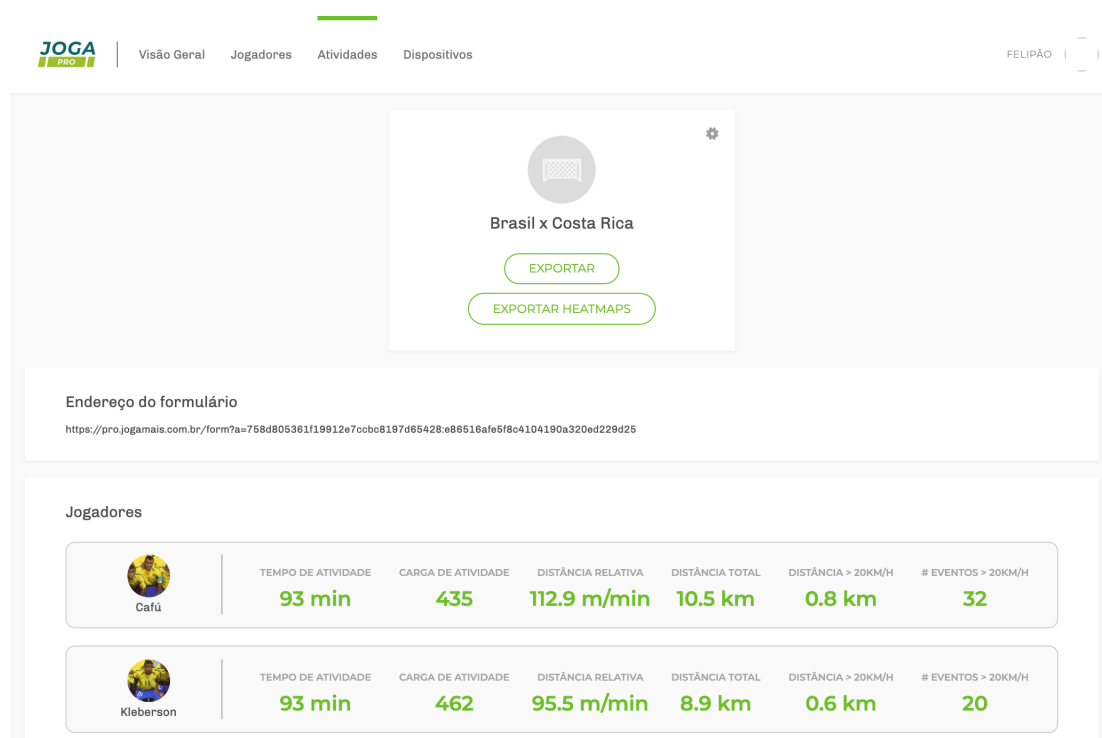 JOGA
PRO
Visão Geral Jogadores Atividades Dispositivos
FELIPÃO
Brasil x Costa Rica
EXPORTAR
EXPORTAR HEATMAPS
Endereço do formulário
https://pro.jogamais.com.br/form?a=758d805361f19912e7ccbc8197d65428:e86516afe5f8c4104190a320ed229d25
Jogadores
TEMPO DE ATIVIDADE CARGA DE ATIVIDADE DISTÂNCIA RELATIVA DISTÂNCIA TOTAL DISTÂNCIA > 20KM/H # EVENTOS > 20KM/H
93 min 435 112.9 m/min 10.5 km 0.8 km 32
Cafú
TEMPO DE ATIVIDADE CARGA DE ATIVIDADE DISTÂNCIA RELATIVA DISTÂNCIA TOTAL DISTÂNCIA > 20KM/H # EVENTOS > 20KM/H
93 min 462 95.5 m/min 8.9 km 0.6 km 20
Kleberson